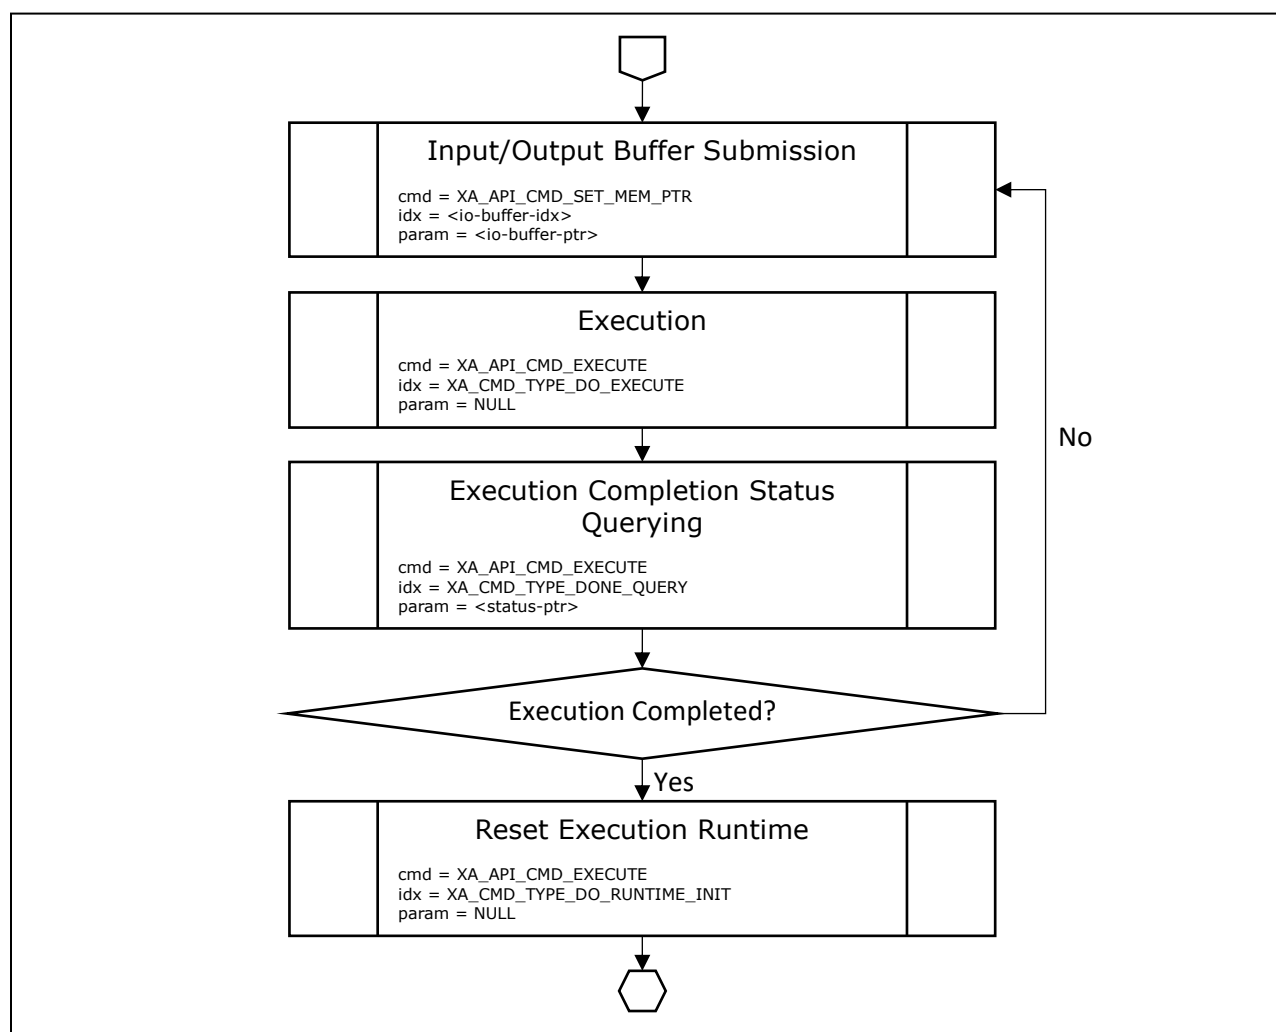 Input/Output Buffer Submission
cmd = XA_API_CMD_SET_MEM_PTR
idx = <io-buffer-idx>
param = <io-buffer-ptr>
Execution
cmd = XA_API_CMD_EXECUTE
idx = XA_CMD_TYPE_DO_EXECUTE
param = NULL
No
Execution Completion Status
Querying
cmd = XA_API_CMD_EXECUTE
idx = XA_CMD_TYPE_DONE_QUERY
param = <status-ptr>
Execution Completed?
Yes
Reset Execution Runtime
cmd = XA_API_CMD_EXECUTE
idx = XA_CMD_TYPE_DO_RUNTIME_INIT
param = NULL